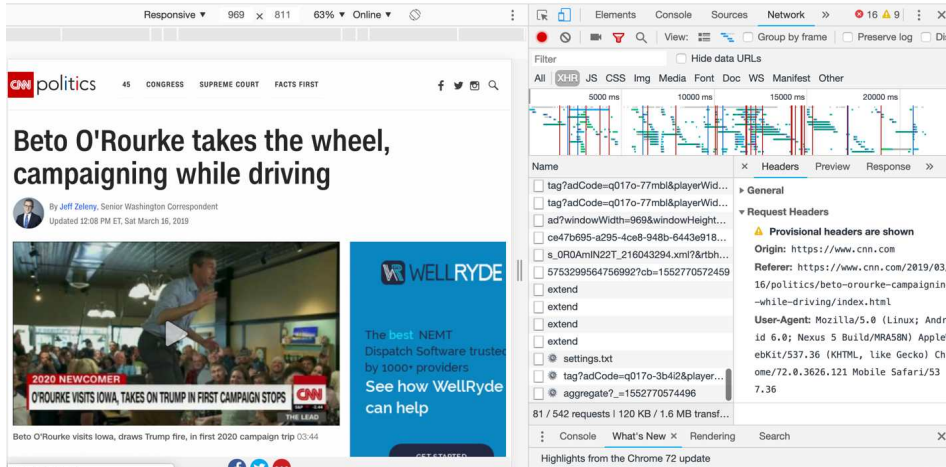 Responsive ▼ 969 x 811 63% ▼ Online ▼
Elements Console Sources Network » 16 9
View: Group by frame Preserve log
Filter Hide data URLs
All XHR JS CSS Img Media Font Doc WS Manifest Other
5000 ms 10000 ms 15000 ms 20000 ms
CNN politics 45 CONGRESS SUPREME COURT FACTS FIRST
Beto O'Rourke takes the wheel,
campaigning while driving
By Jeff Zeleny, Senior Washington Correspondent
Updated 12:08 PM ET, Sat March 16, 2019
2020 NEWCOMER
O'ROURKE VISITS IOWA, TAKES ON TRUMP IN FIRST CAMPAIGN STOPS
CNN
THE LEAD
Beto O'Rourke visits Iowa, draws Trump fire, in first 2020 campaign trip 03:44
WELLRYDE
The best NEMT
Dispatch Software trusted
by 1000+ providers
See how WellRyde
can help
GET STARTED
Name
tag?adCode=q017o-77mbl&playerWid...
tag?adCode=q017o-77mbl&playerWid...
ad?windowWidth=969&windowHeight...
ce47b695-a295-4ce8-948b-6443e918...
s_0R0AmIN22T_216043294.xml?&rtbh...
5753299564756992?cb=1552770572459
extend
extend
extend
extend
settings.txt
tag?adCode=q017o-3b4i2&player...
aggregate?_=1552770574496
81 / 542 requests | 120 KB / 1.6 MB transf...
× Headers Preview Response »
General
Request Headers
Provisional headers are shown
Origin: https://www.cnn.com
Referer: https://www.cnn.com/2019/03/
16/politics/beto-orourke-campaignin
-while-driving/index.html
User-Agent: Mozilla/5.0 (Linux; Andr
id 6.0; Nexus 5 Build/MRA58N) Apple
ebKit/537.36 (KHTML, like Gecko) Ch
ome/72.0.3626.121 Mobile Safari/53
7.36
Console What's New × Rendering Search
Highlights from the Chrome 72 update